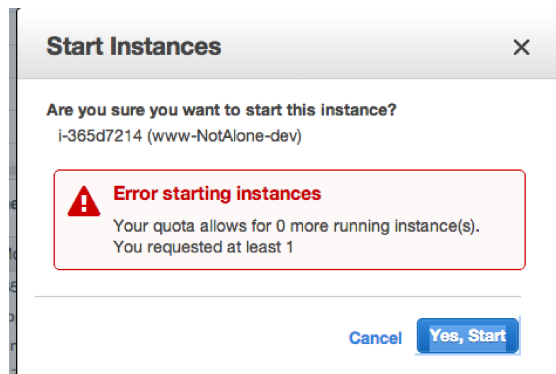 Start Instances
Are you sure you want to start this instance?
i-365d7214 (www-NotAlone-dev)
Error starting instances
Your quota allows for 0 more running instance(s).
You requested at least 1
Cancel
Yes, Start